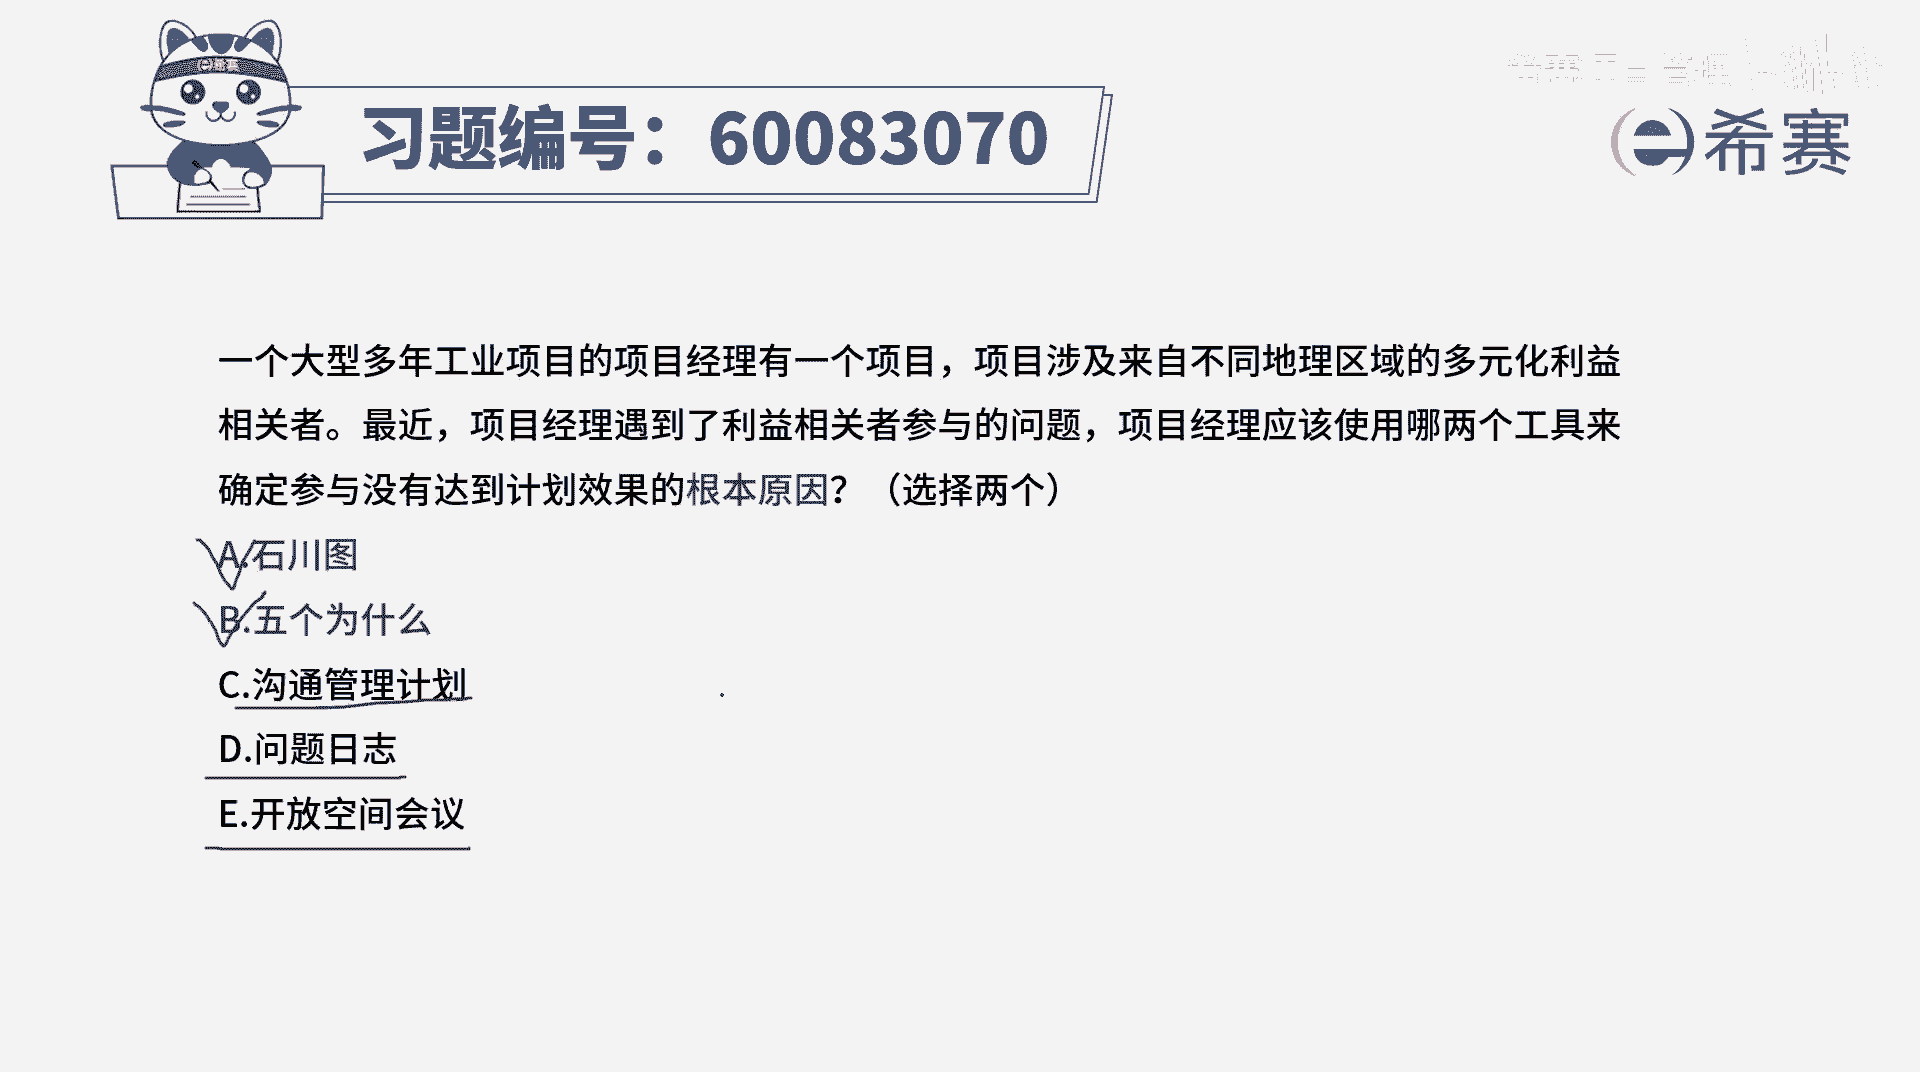 习题编号：60083070
希赛
一个大型多年工业项目的项目经理有一个项目，项目涉及来自不同地理区域的多元化利益
相关者。最近，项目经理遇到了利益相关者参与的问题，项目经理应该使用哪两个工具来
确定参与没有达到计划效果的根本原因？（选择两个）
A.石川图
B.五个为什么
C.沟通管理计划
D.问题日志
E.开放空间会议